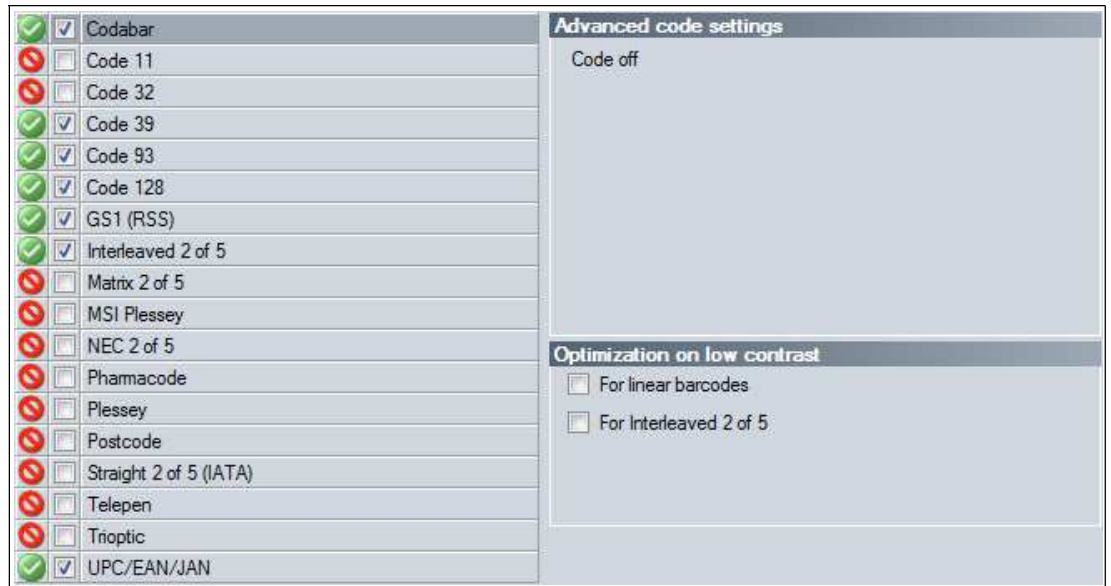 Codabar
Code 11
Code 32
Code 39
Code 93
Code 128
GS1 (RSS)
Interleaved 2 of 5
Matrix 2 of 5
MSI Plessey
NEC 2 of 5
Pharmacode
Plessey
Postcode
Straight 2 of 5 (IATA)
Telepen
Trioptic
UPC/EAN/JAN
Advanced code settings
Code off
Optimization on low contrast
For linear barcodes
For Interleaved 2 of 5